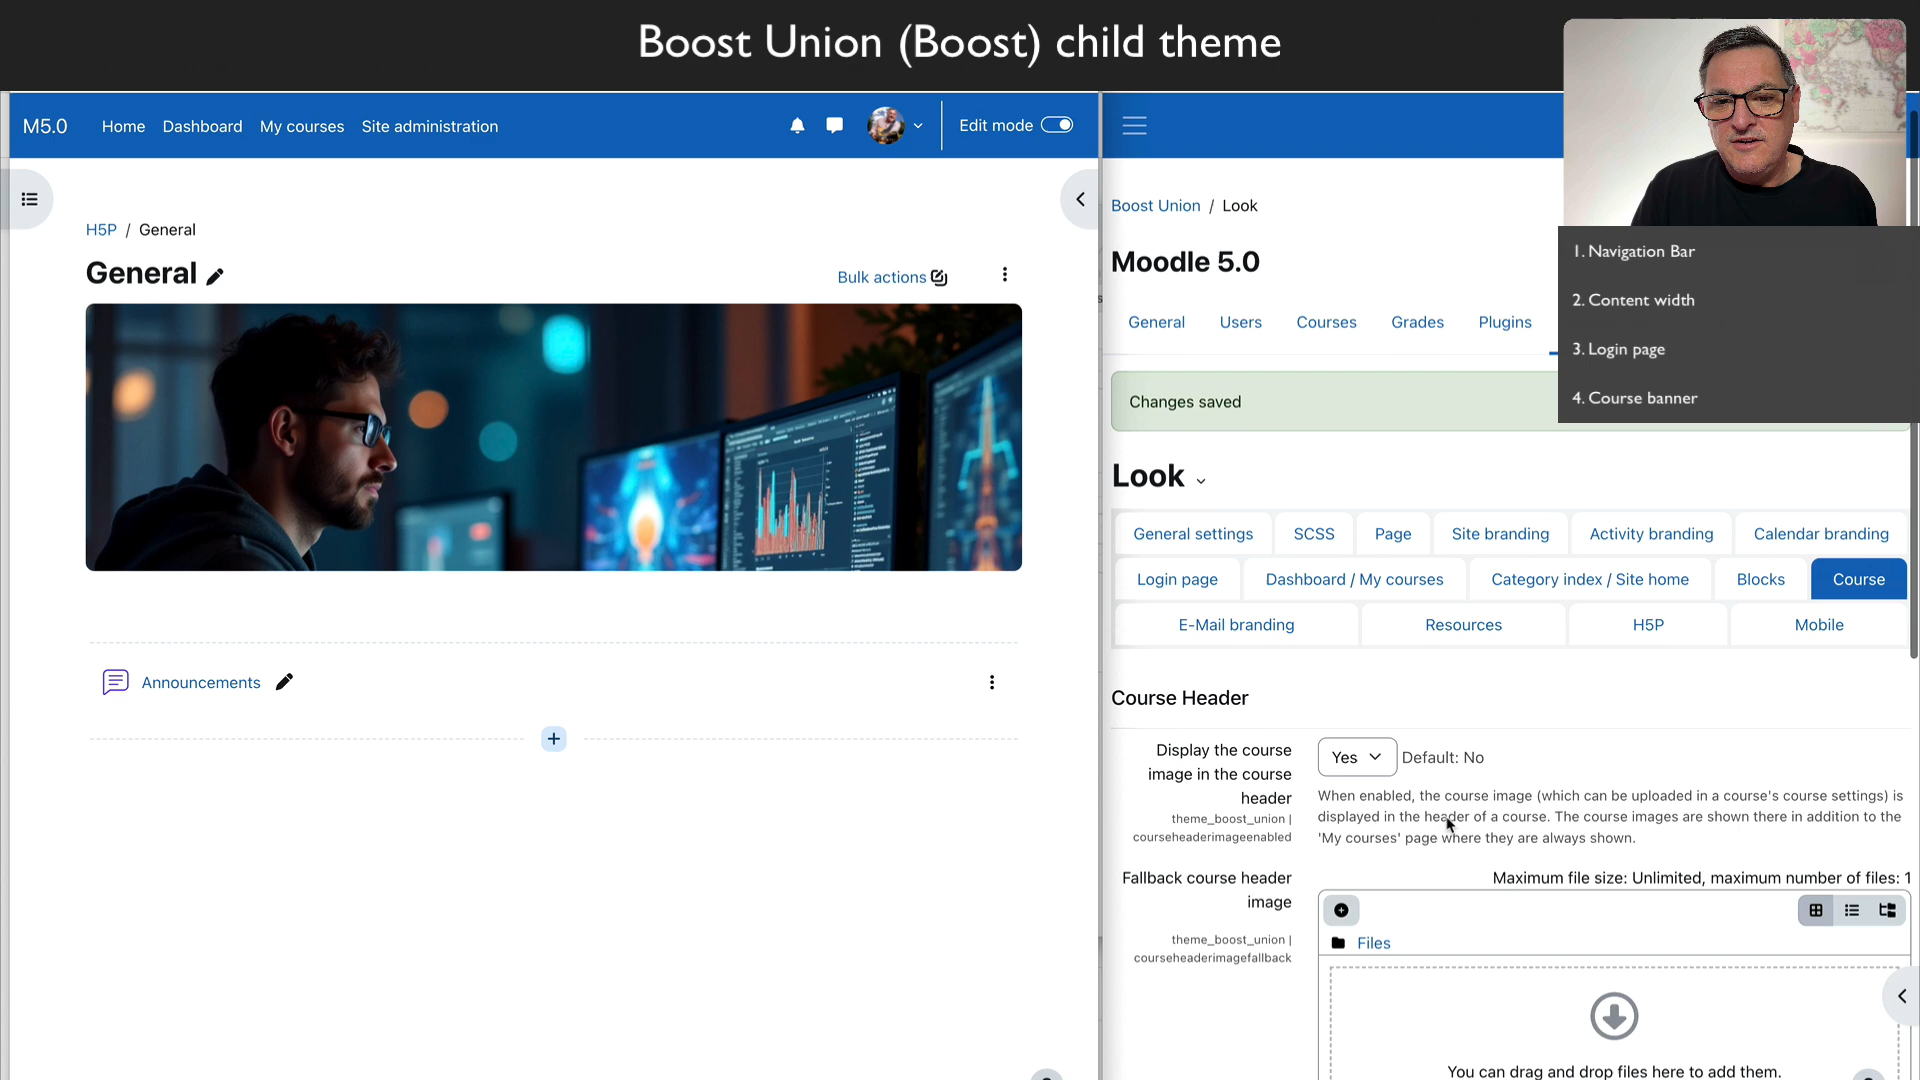 Boost Union (Boost) child theme
M5.0 Home Dashboard My courses Site administration Edit mode
H5P / General
General
Bulk actions
Announcements
Boost Union / Look
Moodle 5.0
General Users Courses Grades Plugins
1. Navigation Bar
2. Content width
3. Login page
4. Course banner
Changes saved
Look
General settings SCSS Page Site branding Activity branding Calendar branding
Login page Dashboard / My courses Category index / Site home Blocks Course
E-Mail branding Resources H5P Mobile
Course Header
Display the course
image in the course
header
theme_boost_union |
courseheaderimageenabled
Yes Default: No
When enabled, the course image (which can be uploaded in a course's course settings) is
displayed in the header of a course. The course images are shown there in addition to the
'My courses' page where they are always shown.
Fallback course header
image
theme_boost_union |
courseheaderimagefallback
Maximum file size: Unlimited, maximum number of files: 1
Files
You can drag and drop files here to add them.